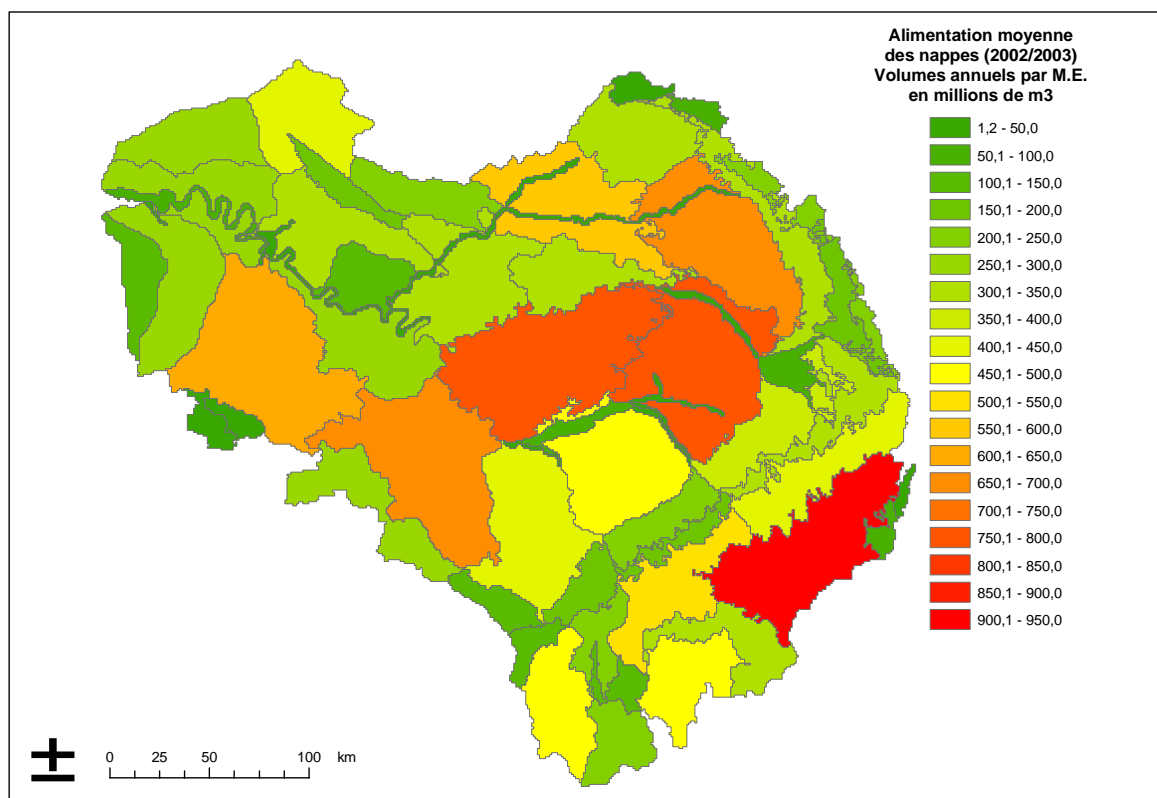 Alimentation moyenne
des nappes (2002/2003)
Volumes annuels par M.E.
en millions de m3
1,2 - 50,0
50,1 - 100,0
100,1 - 150,0
150,1 - 200,0
200,1 - 250,0
250,1 - 300,0
300,1 - 350,0
350,1 - 400,0
400,1 - 450,0
450,1 - 500,0
500,1 - 550,0
550,1 - 600,0
600,1 - 650,0
650,1 - 700,0
700,1 - 750,0
750,1 - 800,0
800,1 - 850,0
850,1 - 900,0
900,1 - 950,0
0 25 50 100 km